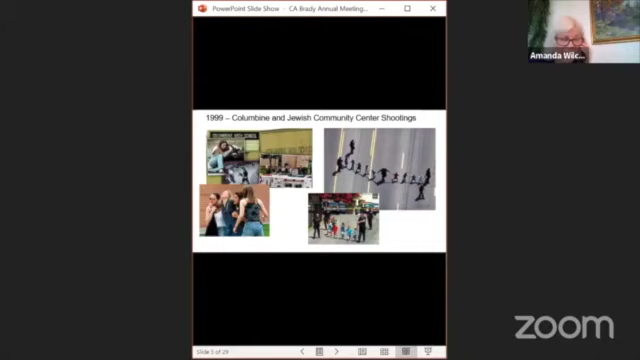 PowerPoint Slide Show - CA Brady Annual Meeting...
Amanda Wilc...
1999 – Columbine and Jewish Community Center Shootings
Slide 5 of 29
zoom